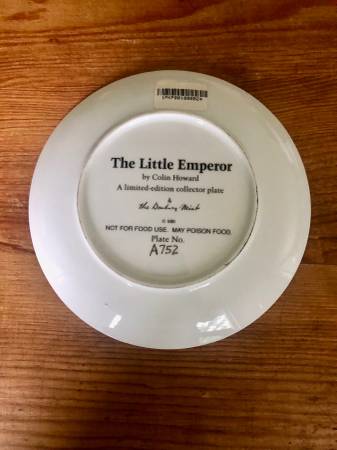 The Little Emperor
by Colin Howard
A limited-edition collector plate
by
the Danbury Mint
NOT FOR FOOD USE. MAY POISON FOOD.
Plate No.
A752